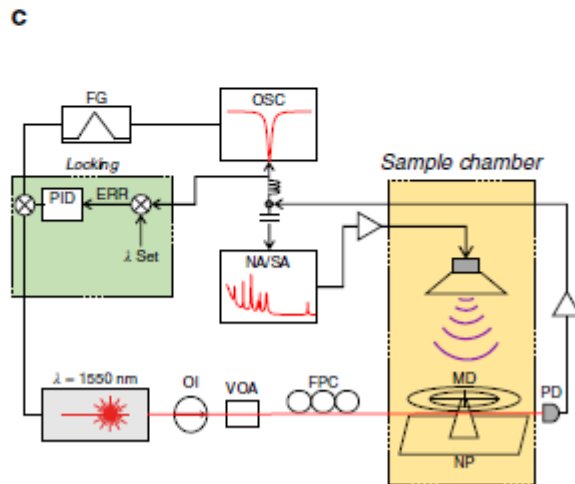 c
FG
OSC
Locking
Sample chamber
PID
ERR
λ Set
NA/SA
λ = 1550 nm
OI
VOA
FPC
MD
PD
NP